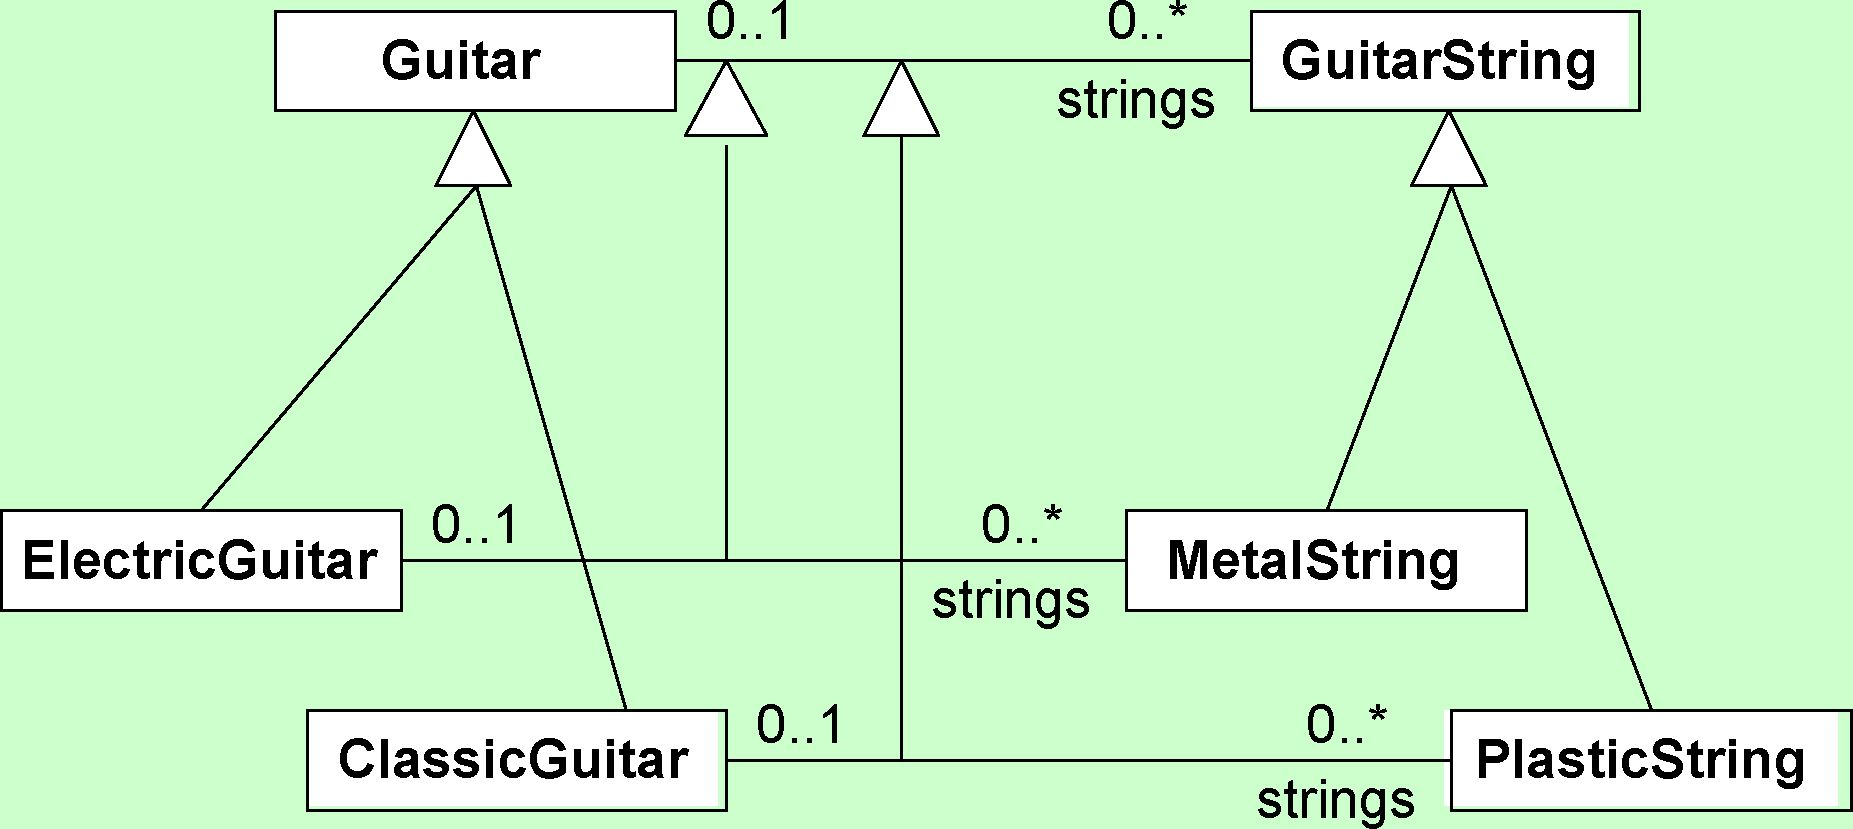 0..1
0..*
Guitar
GuitarString
strings
0..1
0..*
ElectricGuitar
MetalString
strings
0..1
0..*
ClassicGuitar
PlasticString
strings